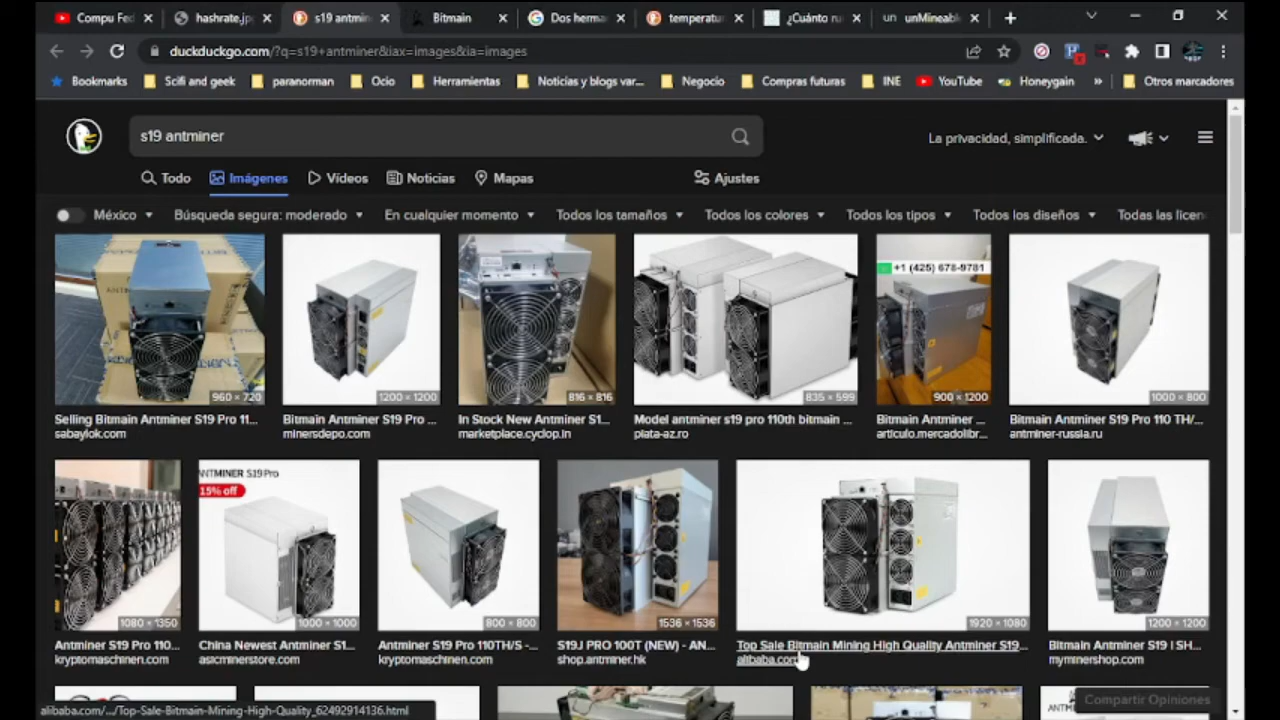 Compu Fed
hashrate.jp
s19 antmin
Bitmain
Dos herma
temperatur
¿Cuánto ru
un unMineabl
duckduckgo.com/?q=s19+antminer&iax=images&ia=images
Bookmarks
Scifi and geek
paranorman
Ocio
Herramientas
Noticias y blogs var...
Negocio
Compras futuras
INE
YouTube
Honeygain
»
Otros marcadores
s19 antminer
La privacidad, simplificada.
Todo
Imágenes
Vídeos
Noticias
Mapas
Ajustes
México
Búsqueda segura: moderado
En cualquier momento
Todos los tamaños
Todos los colores
Todos los tipos
Todos los diseños
Todas las licen
+1 (425) 678-9781
960 × 720
1200 × 1200
816 × 816
835 × 599
900 × 1200
1000 × 800
Selling Bitmain Antminer S19 Pro 11...
sabaylok.com
Bitmain Antminer S19 Pro ...
minersdepo.com
In Stock New Antminer S1...
marketplace.cyclop.in
Model antminer s19 pro 110th bitmain ...
plata-az.ro
Bitmain Antminer ...
articulo.mercadolibr...
Bitmain Antminer S19 Pro 110 TH/...
antminer-russia.ru
ANTMINER S19 Pro
15% off
1080 × 1350
1000 × 1000
800 × 800
1536 × 1536
1920 × 1080
1200 × 1200
Antminer S19 Pro 110...
kryptomaschinen.com
China Newest Antminer S1...
asicminerstore.com
Antminer S19 Pro 110TH/S -...
kryptomaschinen.com
S19J PRO 100T (NEW) - AN...
shop.antminer.hk
Top Sale Bitmain Mining High Quality Antminer S19...
alibaba.com
Bitmain Antminer S19 | SH...
myminershop.com
Compartir Opiniones
alibaba.com/.../Top-Sale-Bitmain-Mining-High-Quality_62492914136.html